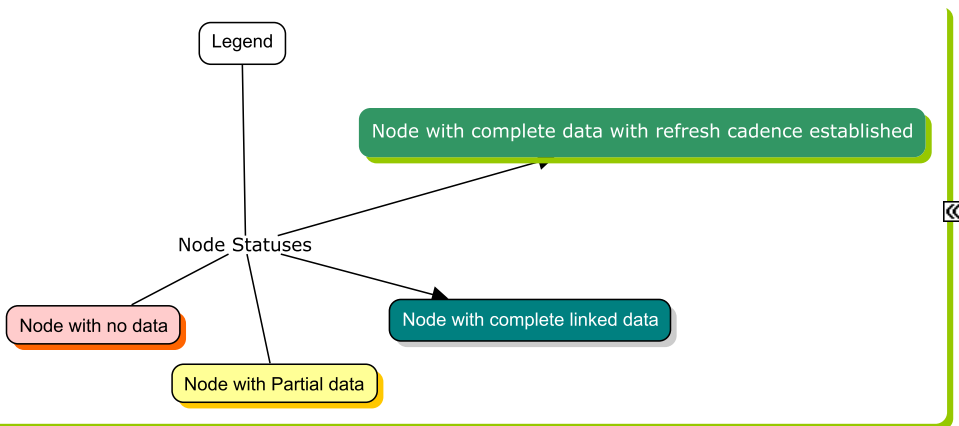 Legend
Node with complete data with refresh cadence established
Node Statuses
Node with no data
Node with complete linked data
Node with Partial data